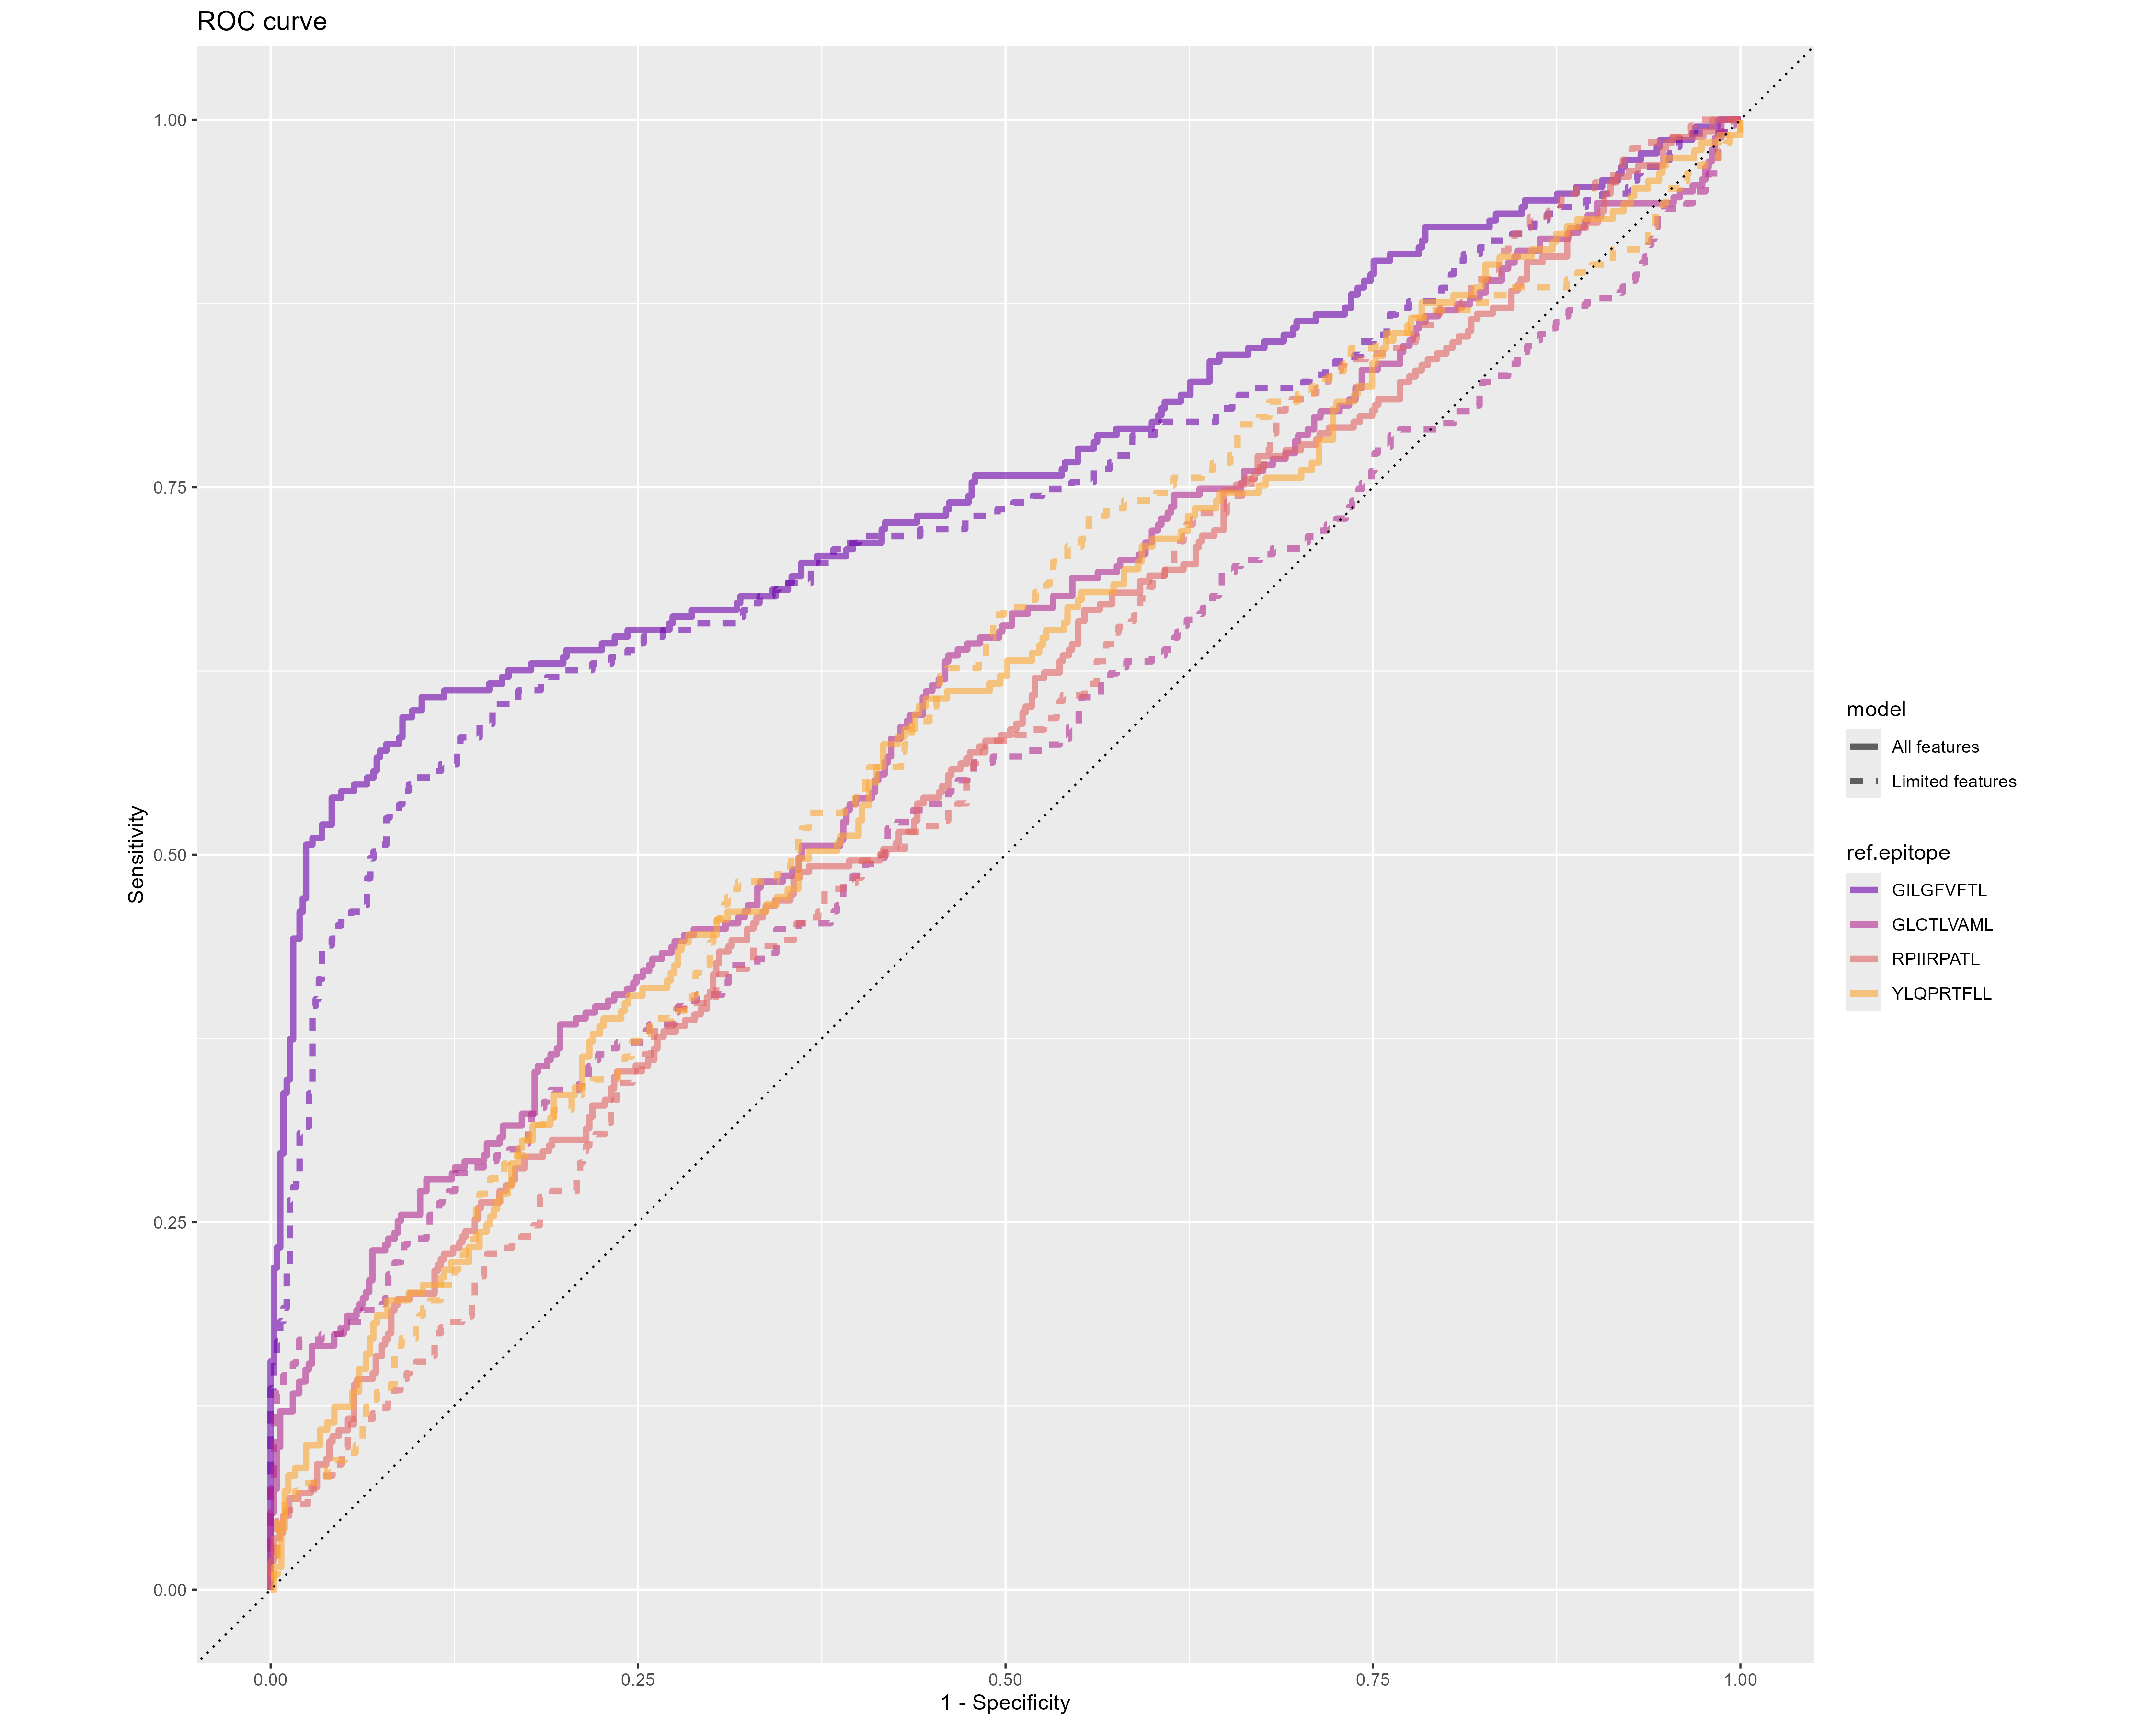 ROC curve
1.00
0.75
0.50
0.25
0.00
Sensitivity
0.00
0.25
0.50
0.75
1.00
1 - Specificity
model
All features
Limited features
ref.epitope
GILGFVFTL
GLCTLVAML
RPIIRPATL
YLQPRTFLL